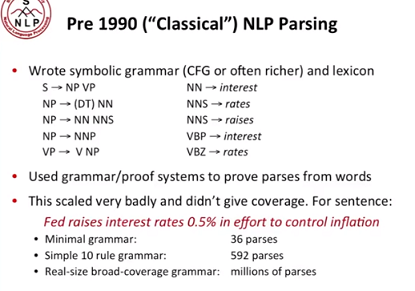 S
NLP
Pre 1990 ("Classical") NLP Parsing
• Wrote symbolic grammar (CFG or often richer) and lexicon
S → NP VP NN → interest
NP → (DT) NN NNS → rates
NP → NN NNS NNS → raises
NP → NNP VBP → interest
VP → V NP VBZ → rates
• Used grammar/proof systems to prove parses from words
• This scaled very badly and didn't give coverage. For sentence:
Fed raises interest rates 0.5% in effort to control inflation
• Minimal grammar: 36 parses
• Simple 10 rule grammar: 592 parses
• Real-size broad-coverage grammar: millions of parses